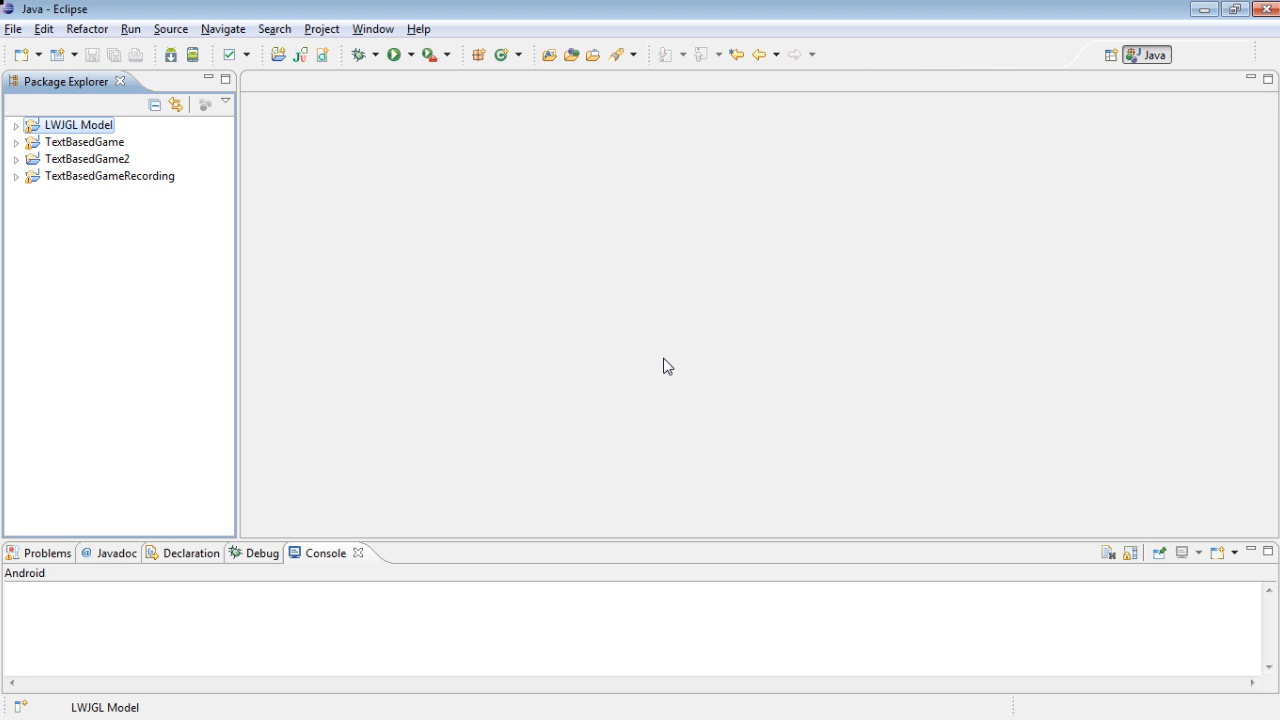 Java - Eclipse
File Edit Refactor Run Source Navigate Search Project Window Help
Java
Package Explorer
LWJGL Model
TextBasedGame
TextBasedGame2
TextBasedGameRecording
Problems @ Javadoc Declaration Debug Console
Android
LWJGL Model